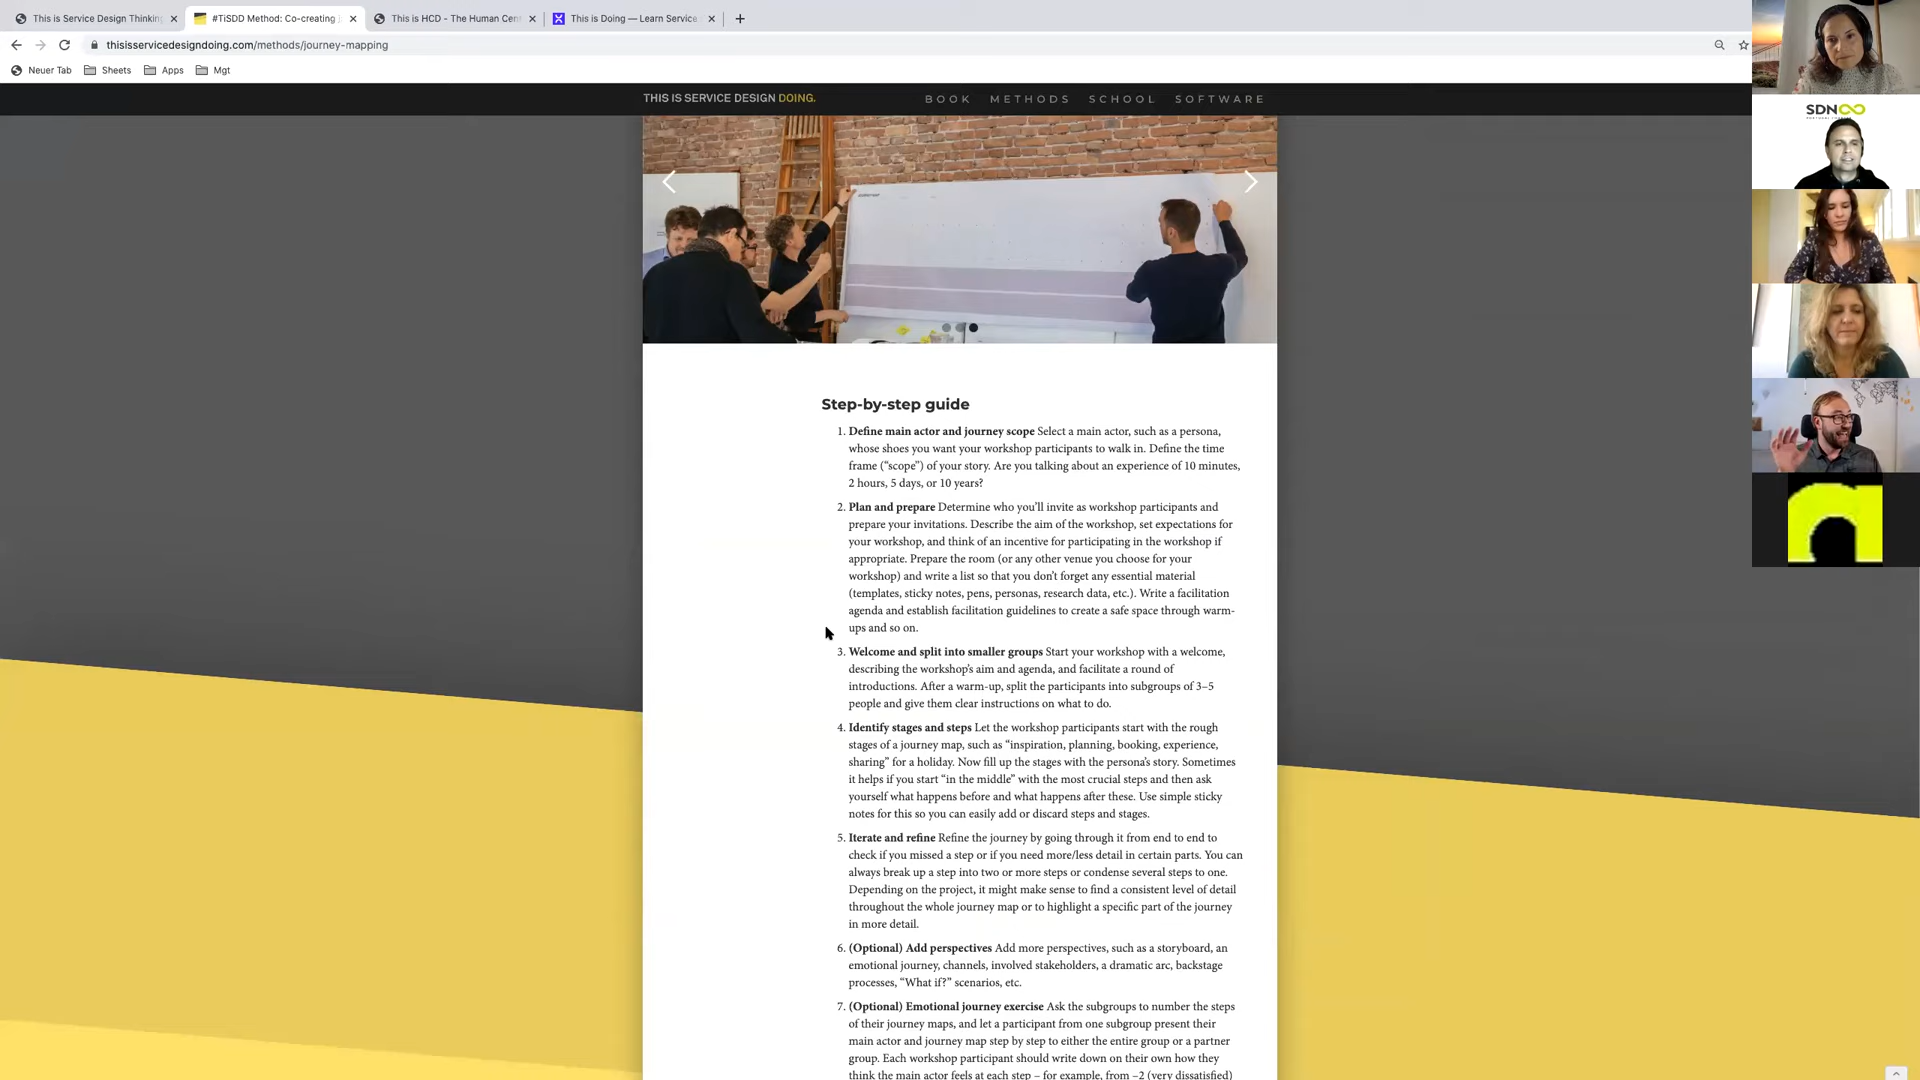 This is Service Design Thinking
#TiSDD Method: Co-creating
This is HCD - The Human Cen
This is Doing — Learn Service
thisisservicedesigndoing.com/methods/journey-mapping
Neuer Tab
Sheets
Apps
Mgt
THIS IS SERVICE DESIGN DOING.
BOOK METHODS SCHOOL SOFTWARE
SDN
Step-by-step guide
1. Define main actor and journey scope Select a main actor, such as a persona,
whose shoes you want your workshop participants to walk in. Define the time
frame (“scope”) of your story. Are you talking about an experience of 10 minutes,
2 hours, 5 days, or 10 years?
2. Plan and prepare Determine who you’ll invite as workshop participants and
prepare your invitations. Describe the aim of the workshop, set expectations for
your workshop, and think of an incentive for participating in the workshop if
appropriate. Prepare the room (or any other venue you choose for your
workshop) and write a list so that you don’t forget any essential material
(templates, sticky notes, pens, personas, research data, etc.). Write a facilitation
agenda and establish facilitation guidelines to create a safe space through warm-
ups and so on.
3. Welcome and split into smaller groups Start your workshop with a welcome,
describing the workshop’s aim and agenda, and facilitate a round of
introductions. After a warm-up, split the participants into subgroups of 3–5
people and give them clear instructions on what to do.
4. Identify stages and steps Let the workshop participants start with the rough
stages of a journey map, such as “inspiration, planning, booking, experience,
sharing” for a holiday. Now fill up the stages with the persona’s story. Sometimes
it helps if you start “in the middle” with the most crucial steps and then ask
yourself what happens before and what happens after these. Use simple sticky
notes for this so you can easily add or discard steps and stages.
5. Iterate and refine Refine the journey by going through it from end to end to
check if you missed a step or if you need more/less detail in certain parts. You can
always break up a step into two or more steps or condense several steps to one.
Depending on the project, it might make sense to find a consistent level of detail
throughout the whole journey map or to highlight a specific part of the journey
in more detail.
6. (Optional) Add perspectives Add more perspectives, such as a storyboard, an
emotional journey, channels, involved stakeholders, a dramatic arc, backstage
processes, “What if?” scenarios, etc.
7. (Optional) Emotional journey exercise Ask the subgroups to number the steps
of their journey maps, and let a participant from one subgroup present their
main actor and journey map step by step to either the entire group or a partner
group. Each workshop participant should write down on their own how they
think the main actor feels at each step – for example, from –2 (very dissatisfied)